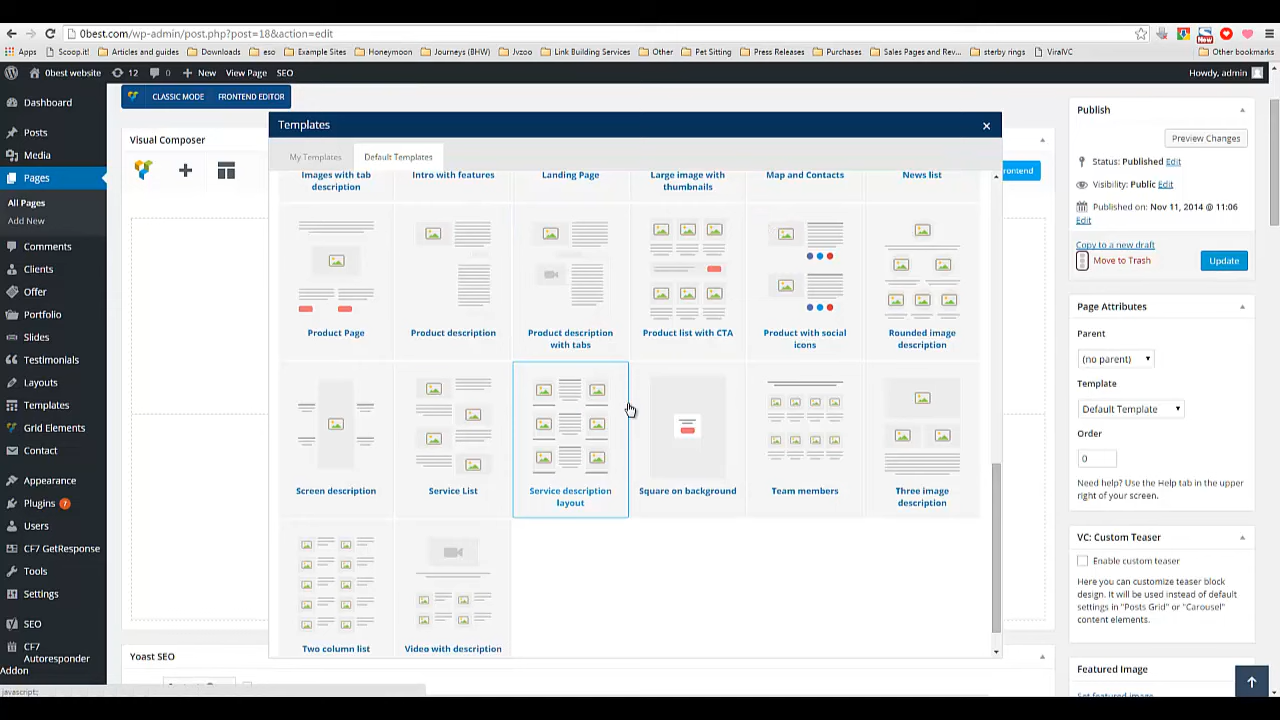 0best.com/wp-admin/post.php?post=18&action=edit
Apps Scoop.it! Articles and guides Downloads eso Example Sites Honeymoon Journeys (BHW) Jvzoo Link Building Services Other Pet Sitting Press Releases Purchases Sales Pages and Rev... sterby rings ViralVC Other bookmarks
0best website 12 0 New View Page SEO Howdy, admin
CLASSIC MODE FRONTEND EDITOR
Dashboard
Posts
Media
Pages
All Pages
Add New
Comments
Clients
Offer
Portfolio
Slides
Testimonials
Layouts
Templates
Grid Elements
Contact
Appearance
Plugins 7
Users
CF7 GetResponse
Tools
Settings
SEO
CF7
Autoresponder
Addon
javascript:
Visual Composer
Templates
My Templates Default Templates
Images with tab
description
Intro with features
Landing Page
Large image with
thumbnails
Map and Contacts
News list
Product Page
Product description
Product description
with tabs
Product list with CTA
Product with social
icons
Rounded image
description
Screen description
Service List
Service description
layout
Square on background
Team members
Three image
description
Two column list
Video with description
Yoast SEO
Publish
Preview Changes
Status: Published Edit
Visibility: Public Edit
Published on: Nov 11, 2014 @ 11:06
Edit
Copy to a new draft
Move to Trash
Update
Page Attributes
Parent
(no parent)
Template
Default Template
Order
0
Need help? Use the Help tab in the upper
right of your screen.
VC: Custom Teaser
Enable custom teaser
Here you can customize teaser block
design. It will be used instead of default
settings in "Posts Grid" or "Carousel"
content elements.
Featured Image
Set featured image